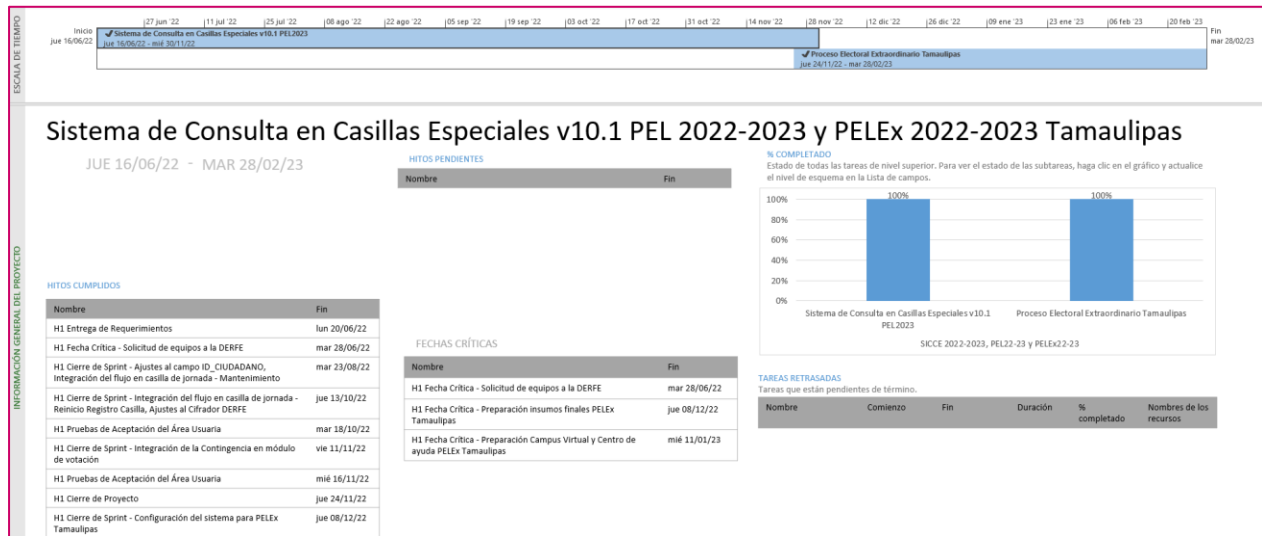 ESCALA DE TIEMPO
27 jun '22 11 jul '22 25 jul '22 08 ago '22 22 ago '22 05 sep '22 19 sep '22 03 oct '22 17 oct '22 31 oct '22 14 nov '22 28 nov '22 12 dic '22 26 dic '22 09 ene '23 23 ene '23 06 feb '23 20 feb '23
Inicio
jue 16/06/22
Sistema de Consulta en Casillas Especiales v10.1 PEL2023
jue 16/06/22 - mié 30/11/22
Proceso Electoral Extraordinario Tamaulipas
jue 24/11/22 - mar 28/02/23
Fin
mar 28/02/23
INFORMACIÓN GENERAL DEL PROYECTO
Sistema de Consulta en Casillas Especiales v10.1 PEL 2022-2023 y PELEx 2022-2023 Tamaulipas
JUE 16/06/22 - MAR 28/02/23
HITOS CUMPLIDOS
Nombre Fin
H1 Entrega de Requerimientos lun 20/06/22
H1 Fecha Crítica - Solicitud de equipos a la DERFE mar 28/06/22
H1 Cierre de Sprint - Ajustes al campo ID_CIUDADANO, mar 23/08/22
Integración del flujo en casilla de jornada - Mantenimiento
H1 Cierre de Sprint - Integración del flujo en casilla de jornada - jue 13/10/22
Reinicio Registro Casilla, Ajustes al Cifrador DERFE
H1 Pruebas de Aceptación del Área Usuaria mar 18/10/22
H1 Cierre de Sprint - Integración de la Contingencia en módulo vie 11/11/22
de votación
H1 Pruebas de Aceptación del Área Usuaria mié 16/11/22
H1 Cierre de Proyecto jue 24/11/22
H1 Cierre de Sprint - Configuración del sistema para PELEx jue 08/12/22
Tamaulipas
HITOS PENDIENTES
Nombre Fin
FECHAS CRÍTICAS
Nombre Fin
H1 Fecha Crítica - Solicitud de equipos a la DERFE mar 28/06/22
H1 Fecha Crítica - Preparación insumos finales PELEx jue 08/12/22
Tamaulipas
H1 Fecha Crítica - Preparación Campus Virtual y Centro de mié 11/01/23
ayuda PELEx Tamaulipas
% COMPLETADO
Estado de todas las tareas de nivel superior. Para ver el estado de las subtareas, haga clic en el gráfico y actualice
el nivel de esquema en la Lista de campos.
100% 100%
100%
80%
60%
40%
20%
0%
Sistema de Consulta en Casillas Especiales v10.1 Proceso Electoral Extraordinario Tamaulipas
PEL2023
SICCE 2022-2023, PEL22-23 y PELEx22-23
TAREAS RETRASADAS
Tareas que están pendientes de término.
Nombre Comienzo Fin Duración % Nombres de los
completado recursos